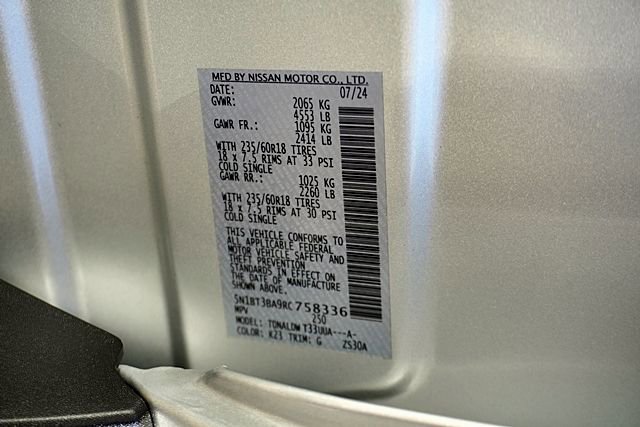 MFD BY NISSAN MOTOR CO., LTD.
DATE: 07/24
GVWR: 2065 KG
4553 LB
GAWR FR.: 1095 KG
2414 LB
WITH 235/60R18 TIRES
18 x 7.5 RIMS AT 33 PSI
COLD SINGLE
GAWR RR.: 1025 KG
2260 LB
WITH 235/60R18 TIRES
18 x 7.5 RIMS AT 30 PSI
COLD SINGLE
THIS VEHICLE CONFORMS TO
ALL APPLICABLE FEDERAL
MOTOR VEHICLE SAFETY AND
THEFT PREVENTION
STANDARDS IN EFFECT ON
THE DATE OF MANUFACTURE
SHOWN ABOVE.
5N1BT3BA9RC758336
MPV 250
MODEL: TDNALDW T33UUA---A-
COLOR: K23 TRIM: G ZS30A